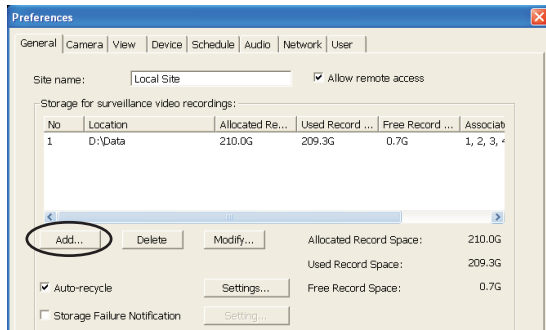 Preferences
General Camera View Device Schedule Audio Network User
Site name: Local Site Allow remote access
Storage for surveillance video recordings:
No Location Allocated Re... Used Record ... Free Record ... Associat
1 D:\Data 210.0G 209.3G 0.7G 1, 2, 3,
Add... Delete Modify... Allocated Record Space: 210.0G
Used Record Space: 209.3G
Auto-recycle Settings... Free Record Space: 0.7G
Storage Failure Notification Setting...